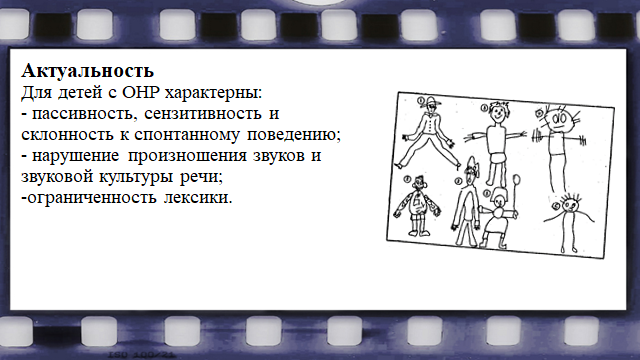 Актуальность
Для детей с ОНР характерны:
- пассивность, сензитивность и
склонность к спонтанному поведению;
- нарушение произношения звуков и
звуковой культуры речи;
-ограниченность лексики.